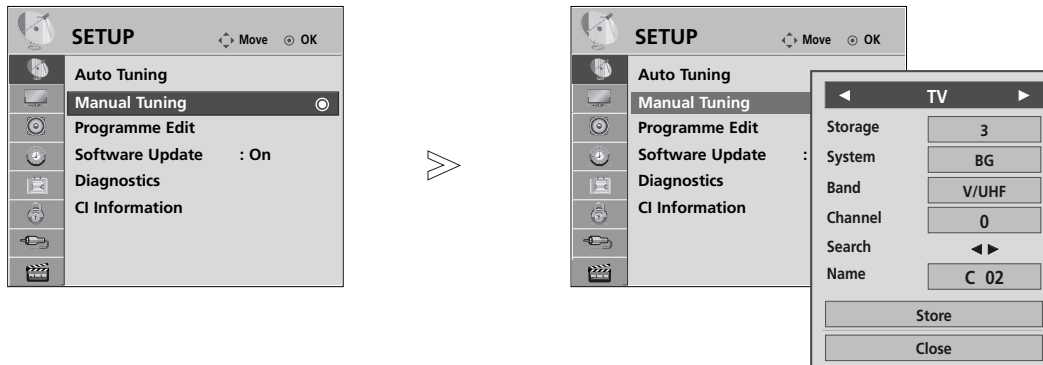 SETUP Move OK
Auto Tuning
Manual Tuning
Programme Edit
Software Update : On
Diagnostics
CI Information
SETUP Move OK
Auto Tuning
Manual Tuning
Programme Edit
Software Update :
Diagnostics
CI Information
◄ TV ►
Storage 3
System BG
Band V/UHF
Channel 0
Search ◄ ►
Name C 02
Store
Close